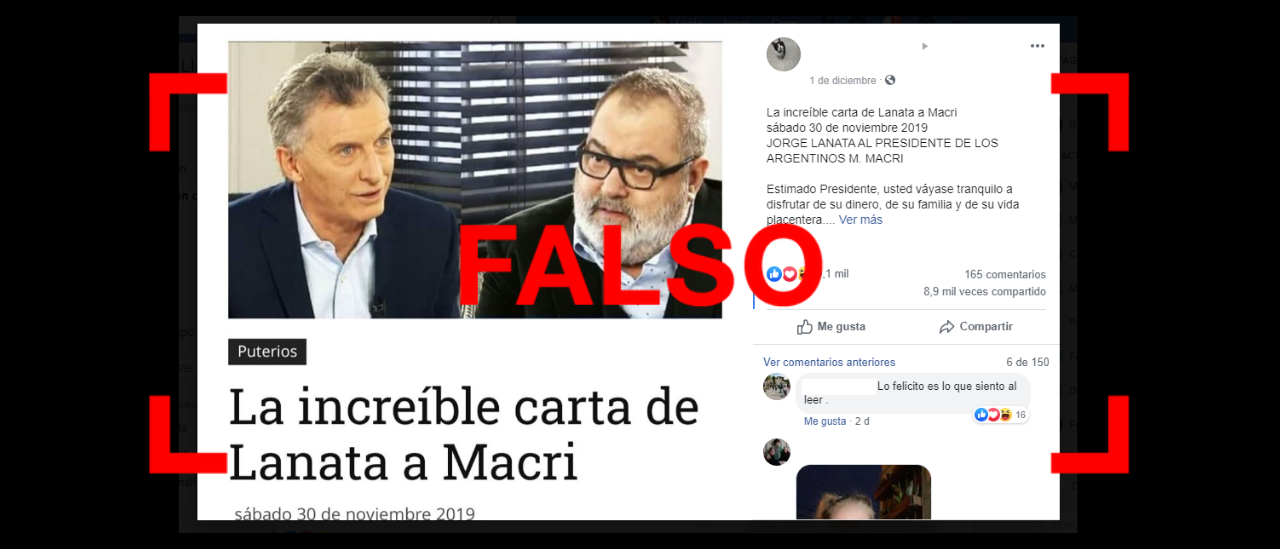 1 de diciembre ·
La increíble carta de Lanata a Macri
sábado 30 de noviembre 2019
JORGE LANATA AL PRESIDENTE DE LOS
ARGENTINOS M. MACRI
Estimado Presidente, usted váyase tranquilo a
disfrutar de su dinero, de su familia y de su vida
placentera.... Ver más
FALSO
,1 mil
165 comentarios
8,9 mil veces compartido
Me gusta
Compartir
Ver comentarios anteriores
6 de 150
Lo felicito es lo que siento al
leer .
16
Me gusta · 2 d
Puterios
La increíble carta de
Lanata a Macri
sábado 30 de noviembre 2019